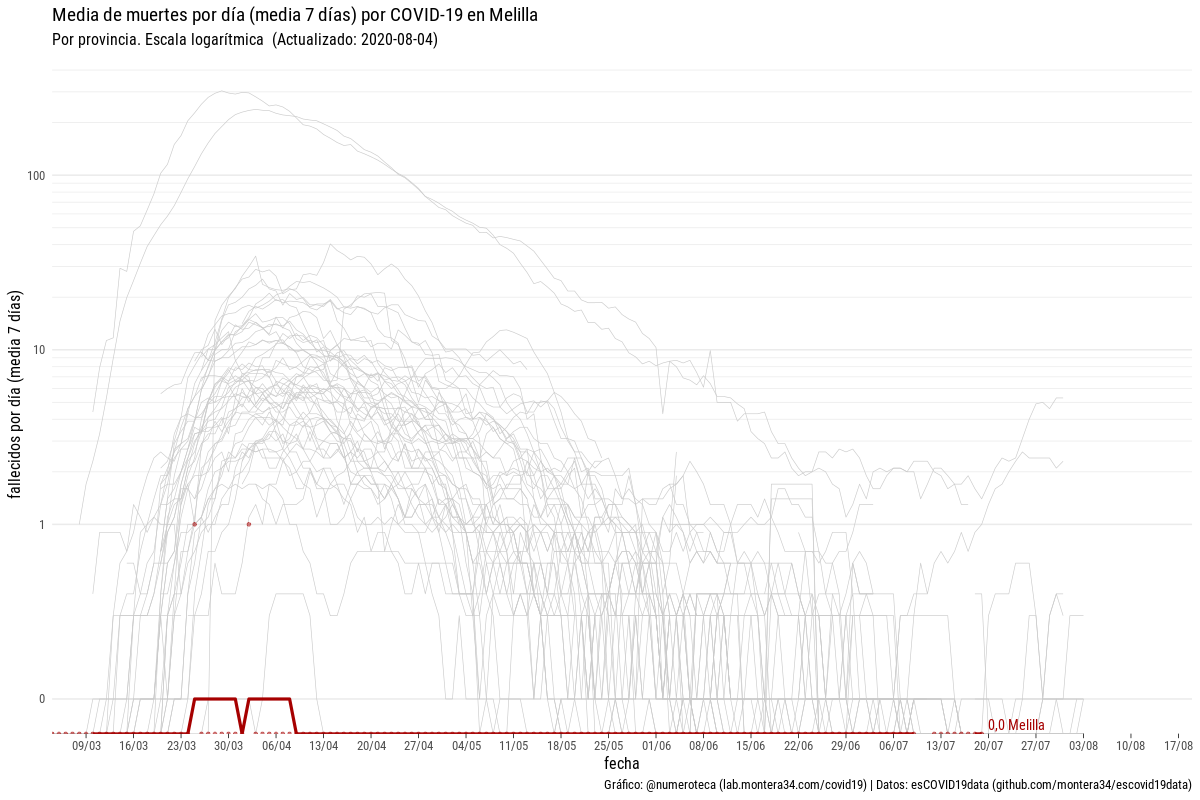 Media de muertes por día (media 7 días) por COVID-19 en Melilla
Por provincia. Escala logarítmica (Actualizado: 2020-08-04)
fallecidos por día (media 7 días)
100
10
1
0
0,0 Melilla
09/03 16/03 23/03 30/03 06/04 13/04 20/04 27/04 04/05 11/05 18/05 25/05 01/06 08/06 15/06 22/06 29/06 06/07 13/07 20/07 27/07 03/08 10/08 17/08
fecha
Gráfico: @numeroteca (lab.montera34.com/covid19) | Datos: esCOVID19data (github.com/montera34/escovid19data)